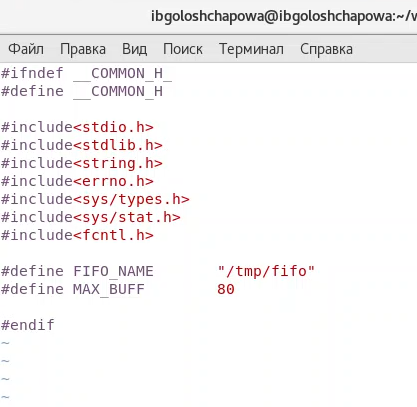 ibgoloshchapowa@ibgoloshchapowa:~/w
Файл Правка Вид Поиск Терминал Справка
#ifndef __COMMON_H_
#define __COMMON_H
#include<stdio.h>
#include<stdlib.h>
#include<string.h>
#include<errno.h>
#include<sys/types.h>
#include<sys/stat.h>
#include<fcntl.h>
#define FIFO_NAME "/tmp/fifo"
#define MAX_BUFF 80
#endif
~
~
~
~